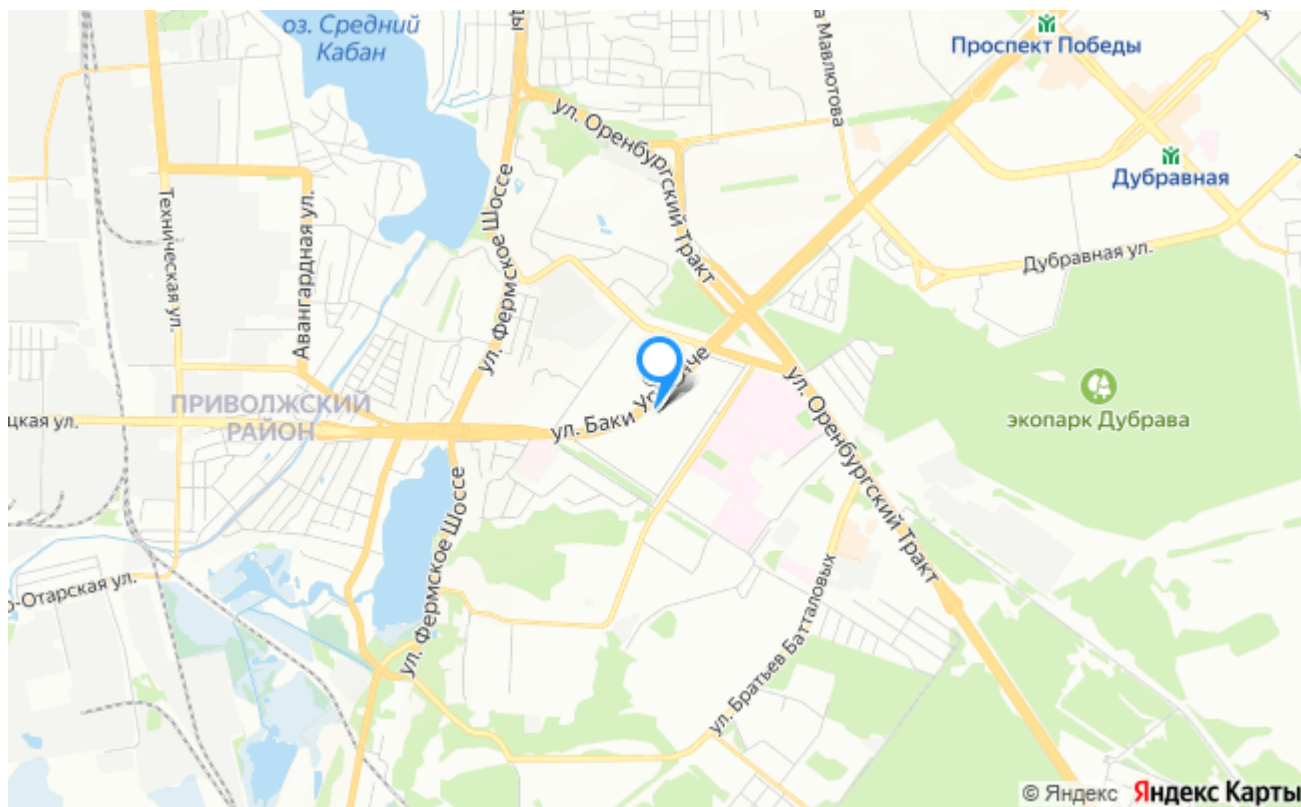 оз. Средний
Кабан
ды
а Мавлютова
Проспект Победы
ул. Оренбургский Тракт
Дубравная
Техническая ул.
Авангардная ул.
ул. Фермское Шоссе
Дубравная ул.
ПРИВОЛЖСКИЙ
РАЙОН
цкая ул.
ул. Баки Ур
че
ул. Оренбургский Тракт
экопарк Дубрава
ул. Фермское Шоссе
о-Отарская ул.
ул. Братьев Батталовых
© Яндекс Яндекс Карты